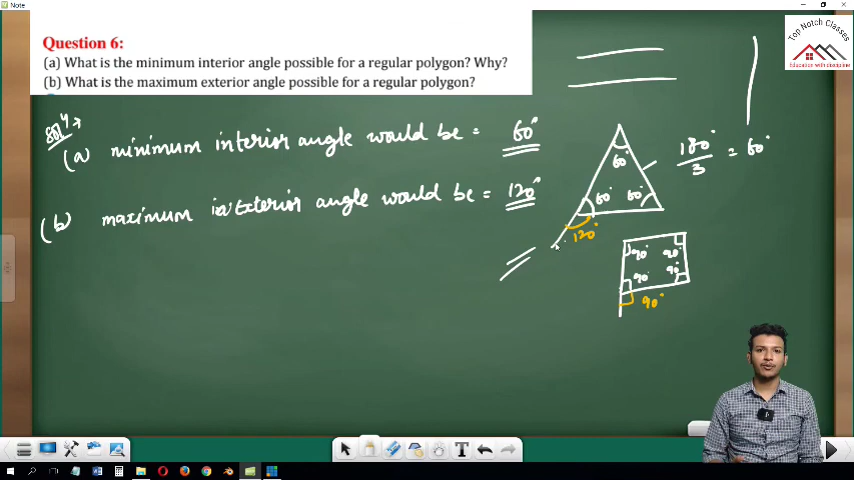 Note
Question 6:
(a) What is the minimum interior angle possible for a regular polygon? Why?
(b) What is the maximum exterior angle possible for a regular polygon?
Top Notch Classes
Education with discipline
Solⁿ→
(a) minimum interior angle would be = 60°
(b) maximum exterior angle would be = 120°
60°
60° 60°
120°
180°/3 = 60°
90° 90°
90° 90°
90°